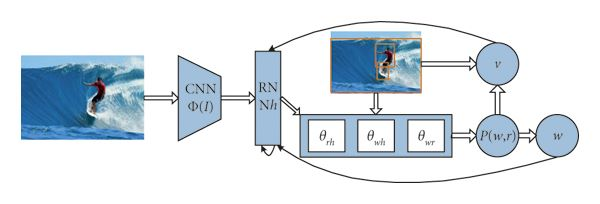 CNN
Φ(I)
RN
Nh
θrh
θwh
θwr
P(w,r)
w
v